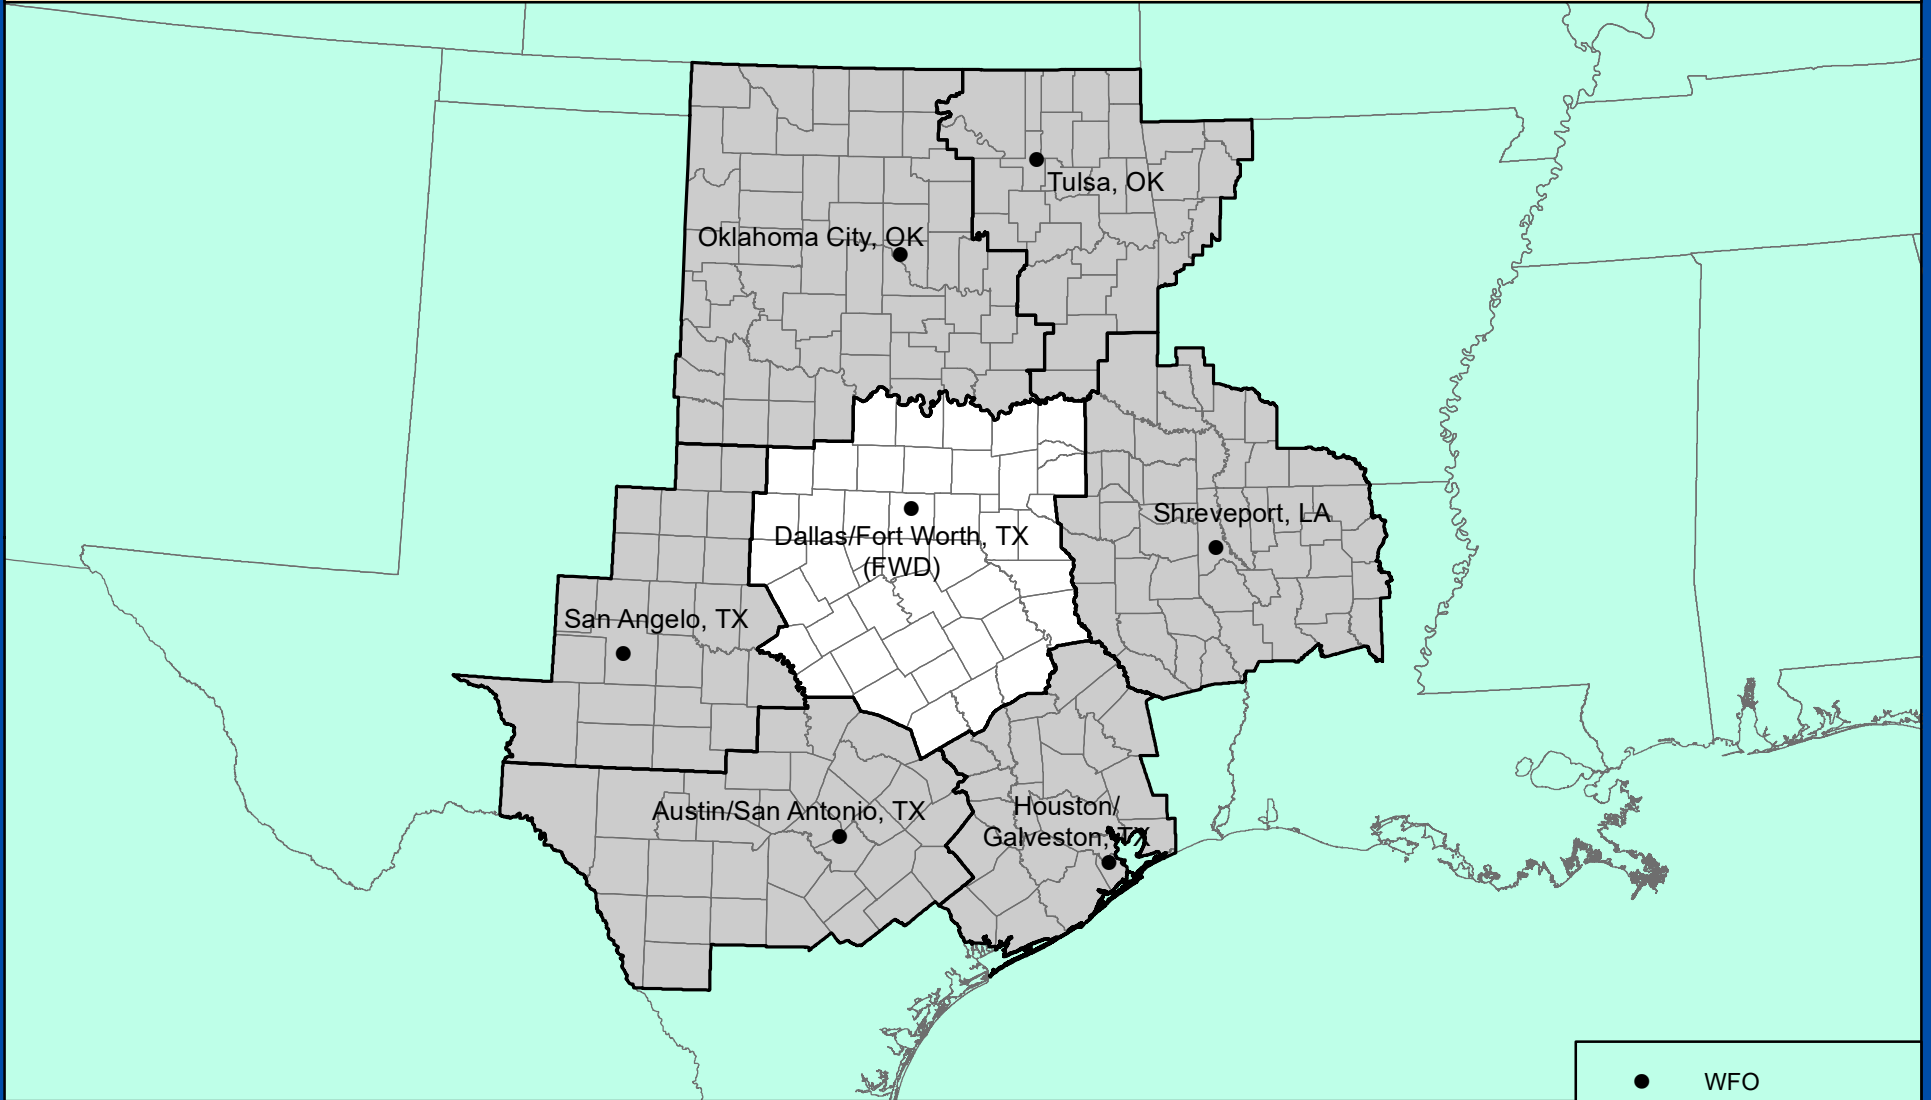 Tulsa, OK
Oklahoma City, OK
Shreveport, LA
Dallas/Fort Worth, TX
(FWD)
San Angelo, TX
Austin/San Antonio, TX
Houston/
Galveston, TX
WFO